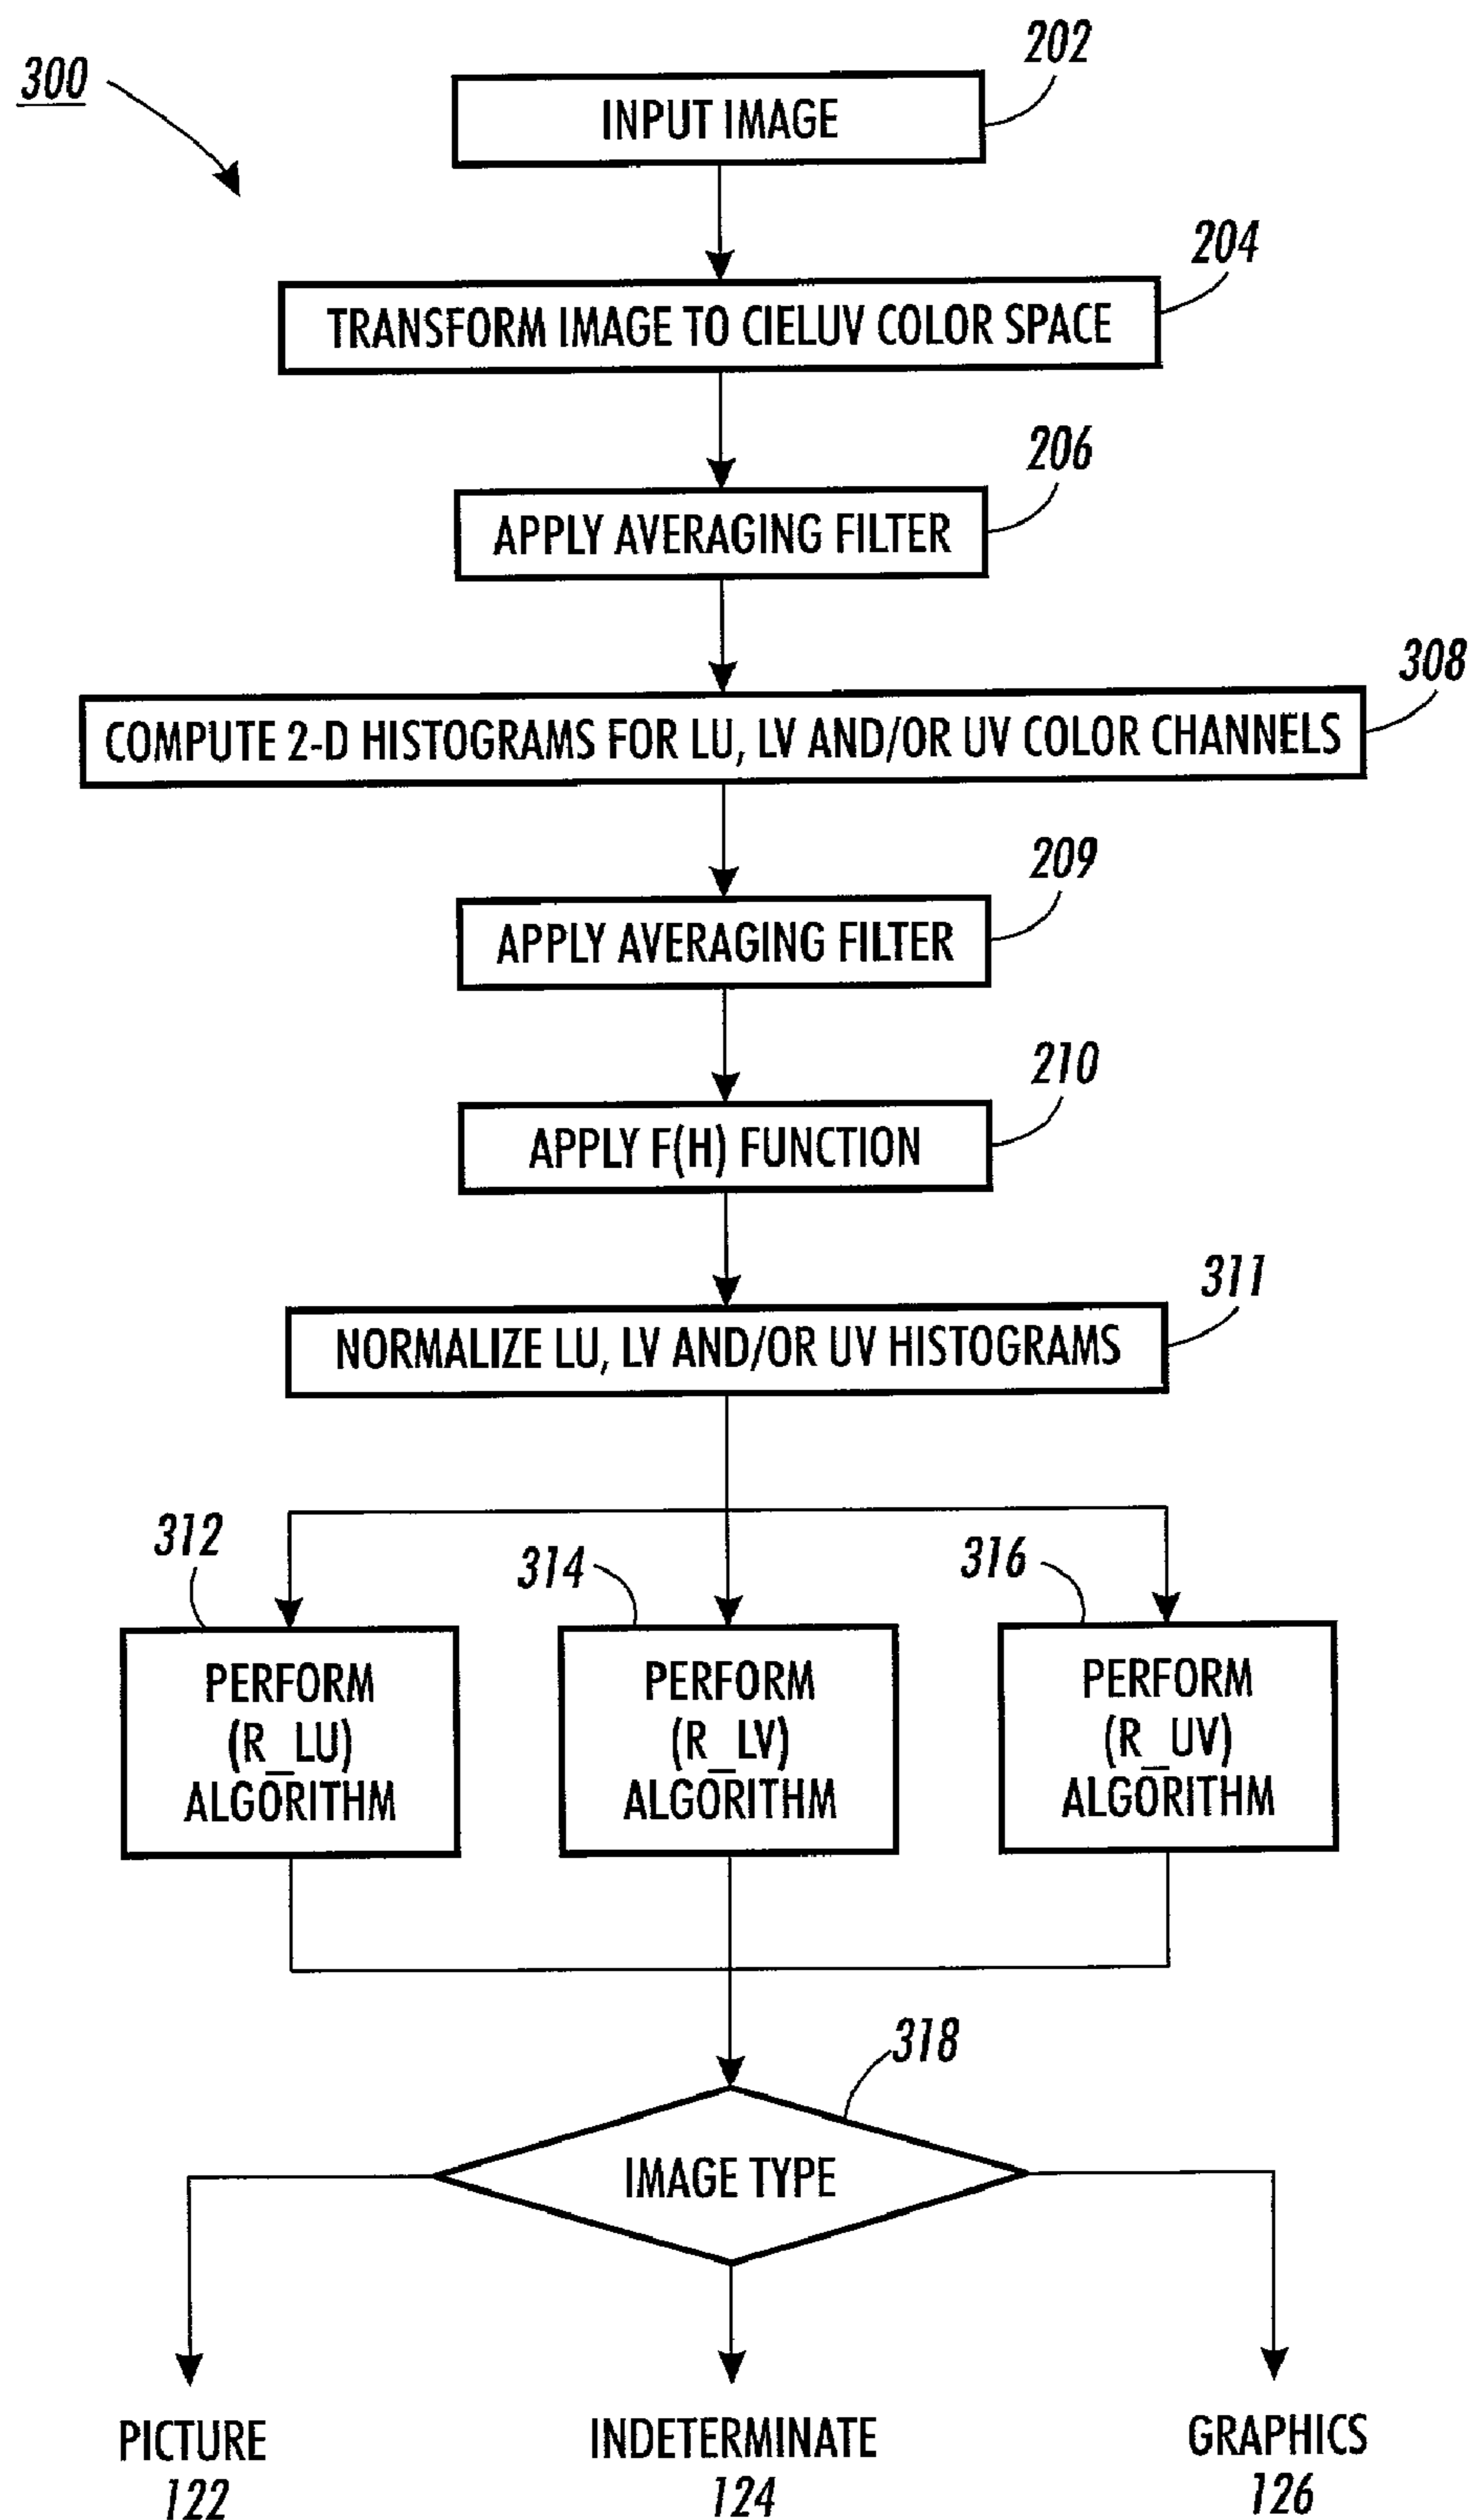 300
202
INPUT IMAGE
204
TRANSFORM IMAGE TO CIELUV COLOR SPACE
206
APPLY AVERAGING FILTER
308
COMPUTE 2-D HISTOGRAMS FOR LU, LV AND/OR UV COLOR CHANNELS
209
APPLY AVERAGING FILTER
210
APPLY F(H) FUNCTION
311
NORMALIZE LU, LV AND/OR UV HISTOGRAMS
312
PERFORM
(R_LU)
ALGORITHM
314
PERFORM
(R_LV)
ALGORITHM
316
PERFORM
(R_UV)
ALGORITHM
318
IMAGE TYPE
PICTURE
122
INDETERMINATE
124
GRAPHICS
126